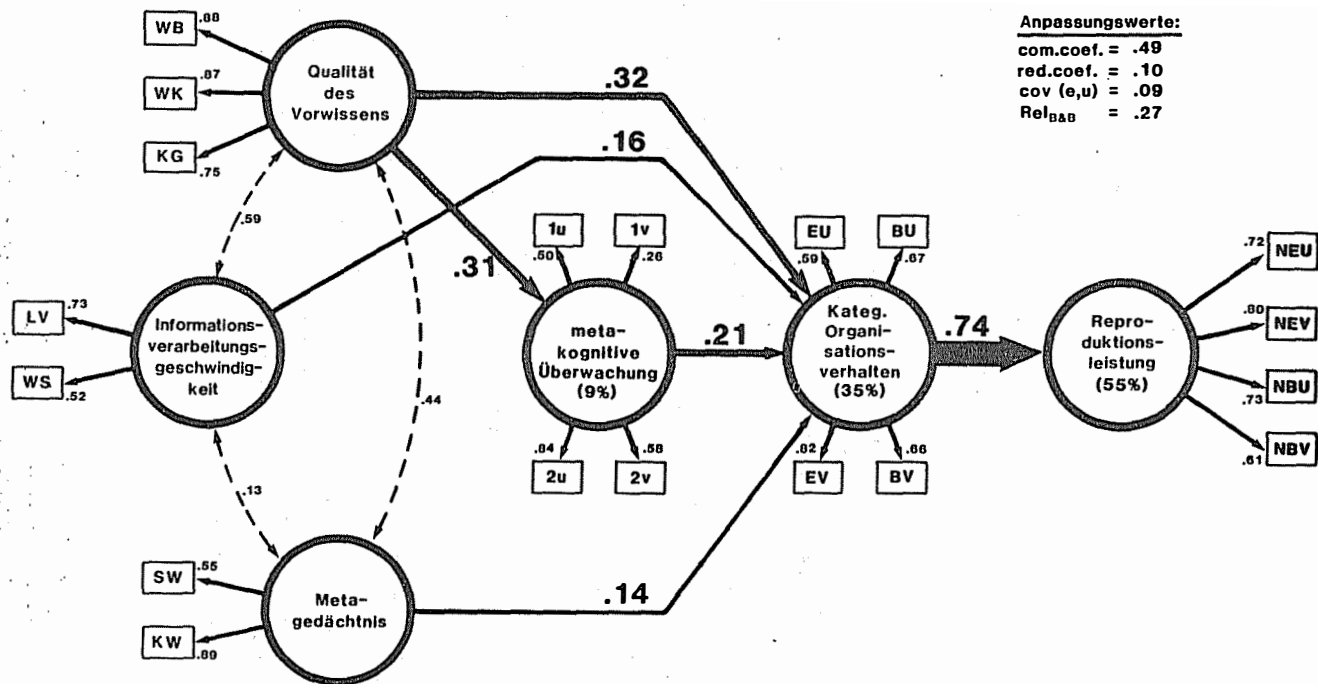 Anpassungswerte:
com.coef. = .49
red.coef. = .10
cov (e,u) = .09
Rel_B&B = .27
WB
.88
WK
.87
KG
.75
Qualität
des
Vorwissens
.32
.16
.59
.31
.44
LV
.73
WS
.52
Informations-
verarbeitungs-
geschwindig-
keit
1u
.50
1v
.26
meta-
kognitive
Überwachung
(9%)
.84
2u
.58
2v
.21
EU
.59
BU
.67
Kateg.
Organi-
sations-
verhalten
(35%)
.82
EV
.66
BV
.74
Repro-
duktions-
leistung
(55%)
.72
NEU
.80
NEV
.73
NBU
.61
NBV
.13
SW
.55
KW
.89
Meta-
gedächtnis
.14